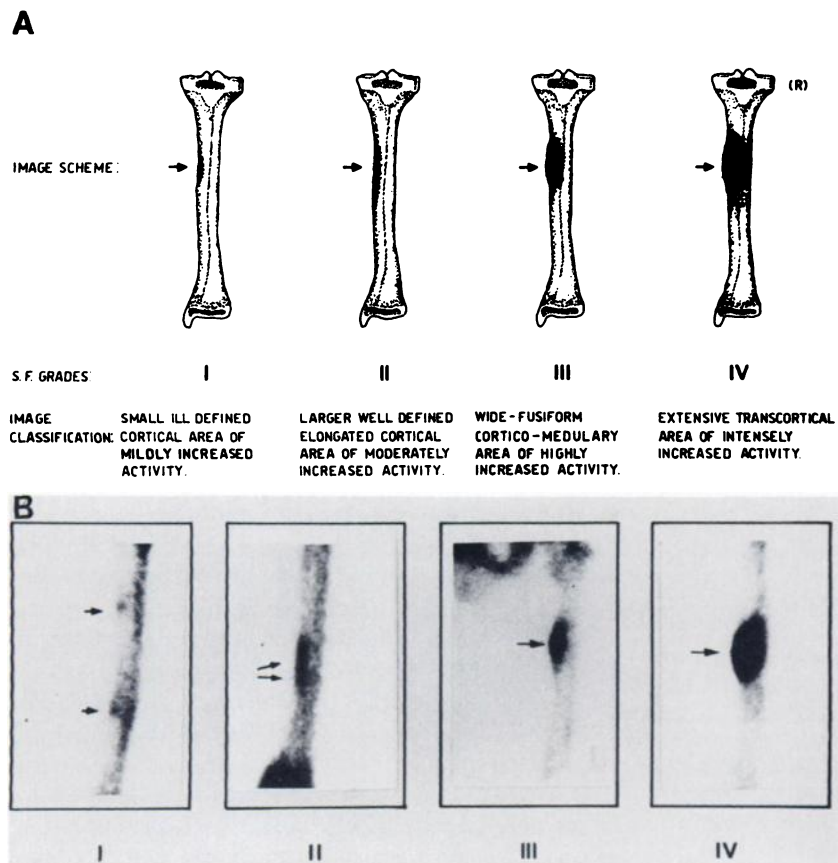 A
(R)
IMAGE SCHEME:
S.F. GRADES:
I
II
III
IV
IMAGE
CLASSIFICATION:
SMALL ILL DEFINED
CORTICAL AREA OF
MILDLY INCREASED
ACTIVITY.
LARGER WELL DEFINED
ELONGATED CORTICAL
AREA OF MODERATELY
INCREASED ACTIVITY.
WIDE-FUSIFORM
CORTICO-MEDULARY
AREA OF HIGHLY
INCREASED ACTIVITY.
EXTENSIVE TRANSCORTICAL
AREA OF INTENSELY
INCREASED ACTIVITY.
B
I
II
III
IV